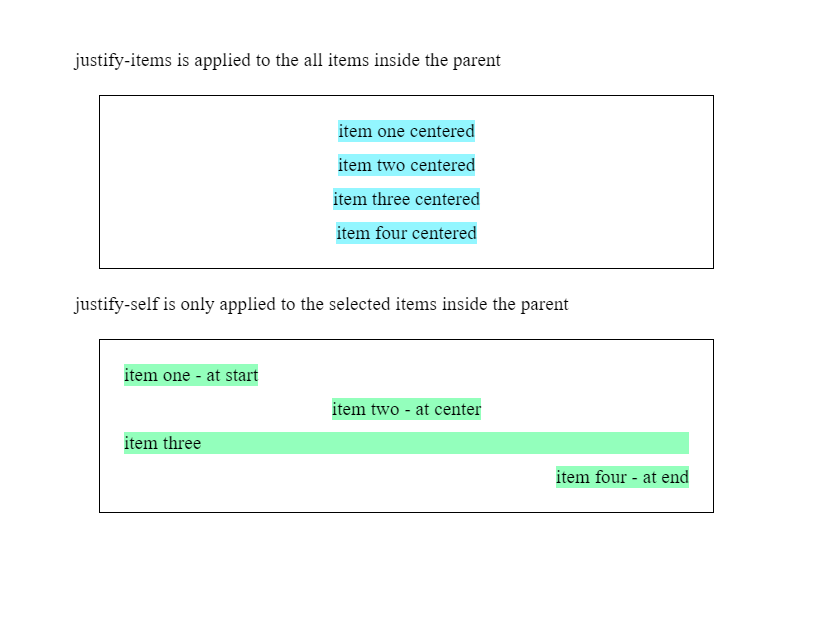 justify-items is applied to the all items inside the parent
item one centered
item two centered
item three centered
item four centered
justify-self is only applied to the selected items inside the parent
item one - at start
item two - at center
item three
item four - at end